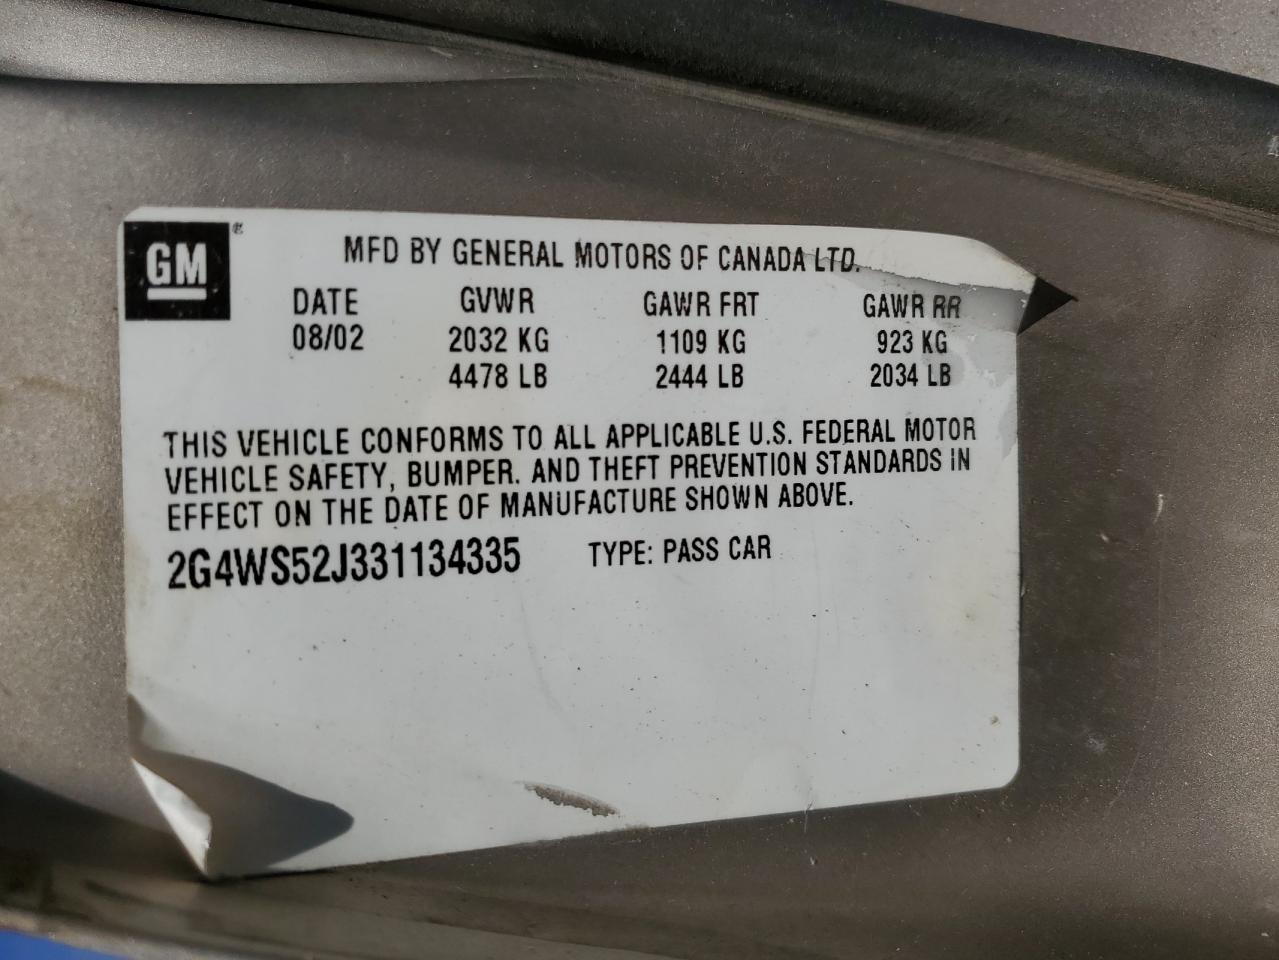 GM®
MFD BY GENERAL MOTORS OF CANADA LTD.
DATE GVWR GAWR FRT GAWR RR
08/02 2032 KG 1109 KG 923 KG
4478 LB 2444 LB 2034 LB
THIS VEHICLE CONFORMS TO ALL APPLICABLE U.S. FEDERAL MOTOR
VEHICLE SAFETY, BUMPER. AND THEFT PREVENTION STANDARDS IN
EFFECT ON THE DATE OF MANUFACTURE SHOWN ABOVE.
2G4WS52J331134335 TYPE: PASS CAR